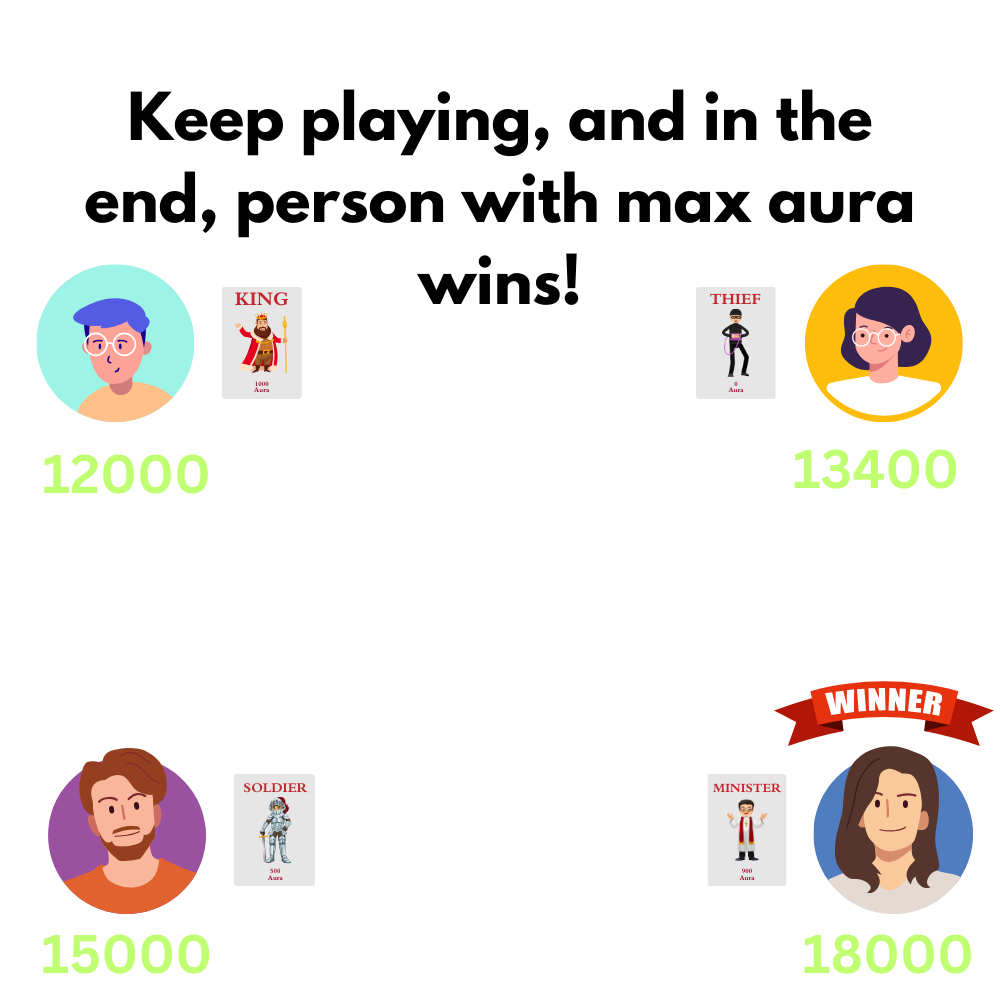 Keep playing, and in the
end, person with max aura
wins!
KING
1000
Aura
THIEF
0
Aura
12000
13400
WINNER
SOLDIER
500
Aura
MINISTER
900
Aura
15000
18000